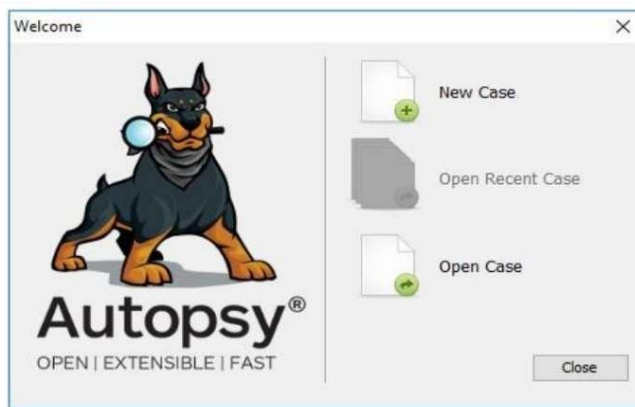 Welcome
New Case
Open Recent Case
Open Case
Autopsy®
OPEN | EXTENSIBLE | FAST
Close